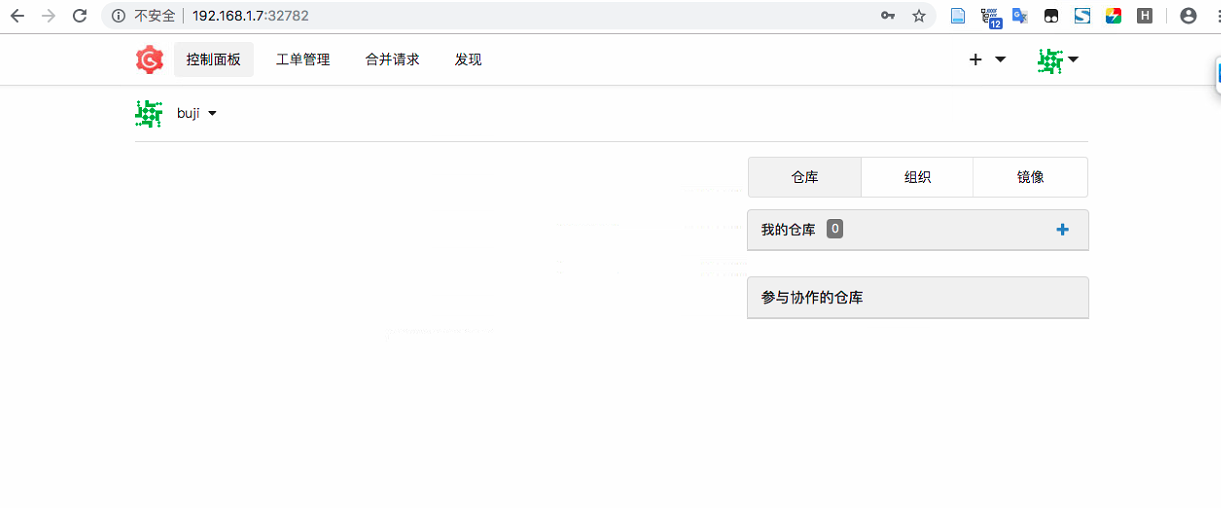 不安全 192.168.1.7:32782
12
H
控制面板 工单管理 合并请求 发现
buji
仓库 组织 镜像
我的仓库 0
参与协作的仓库